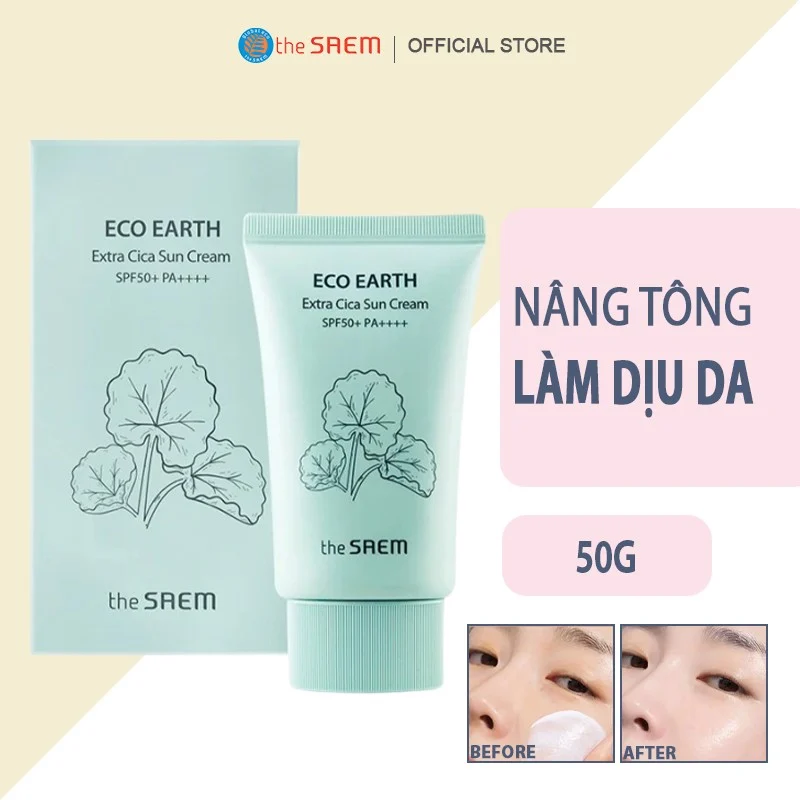 the SAEM | OFFICIAL STORE
ECO EARTH
Extra Cica Sun Cream
SPF50+ PA++++
the SAEM
ECO EARTH
Extra Cica Sun Cream
SPF50+ PA++++
the SAEM
NÂNG TÔNG
LÀM DỊU DA
50G
BEFORE
AFTER